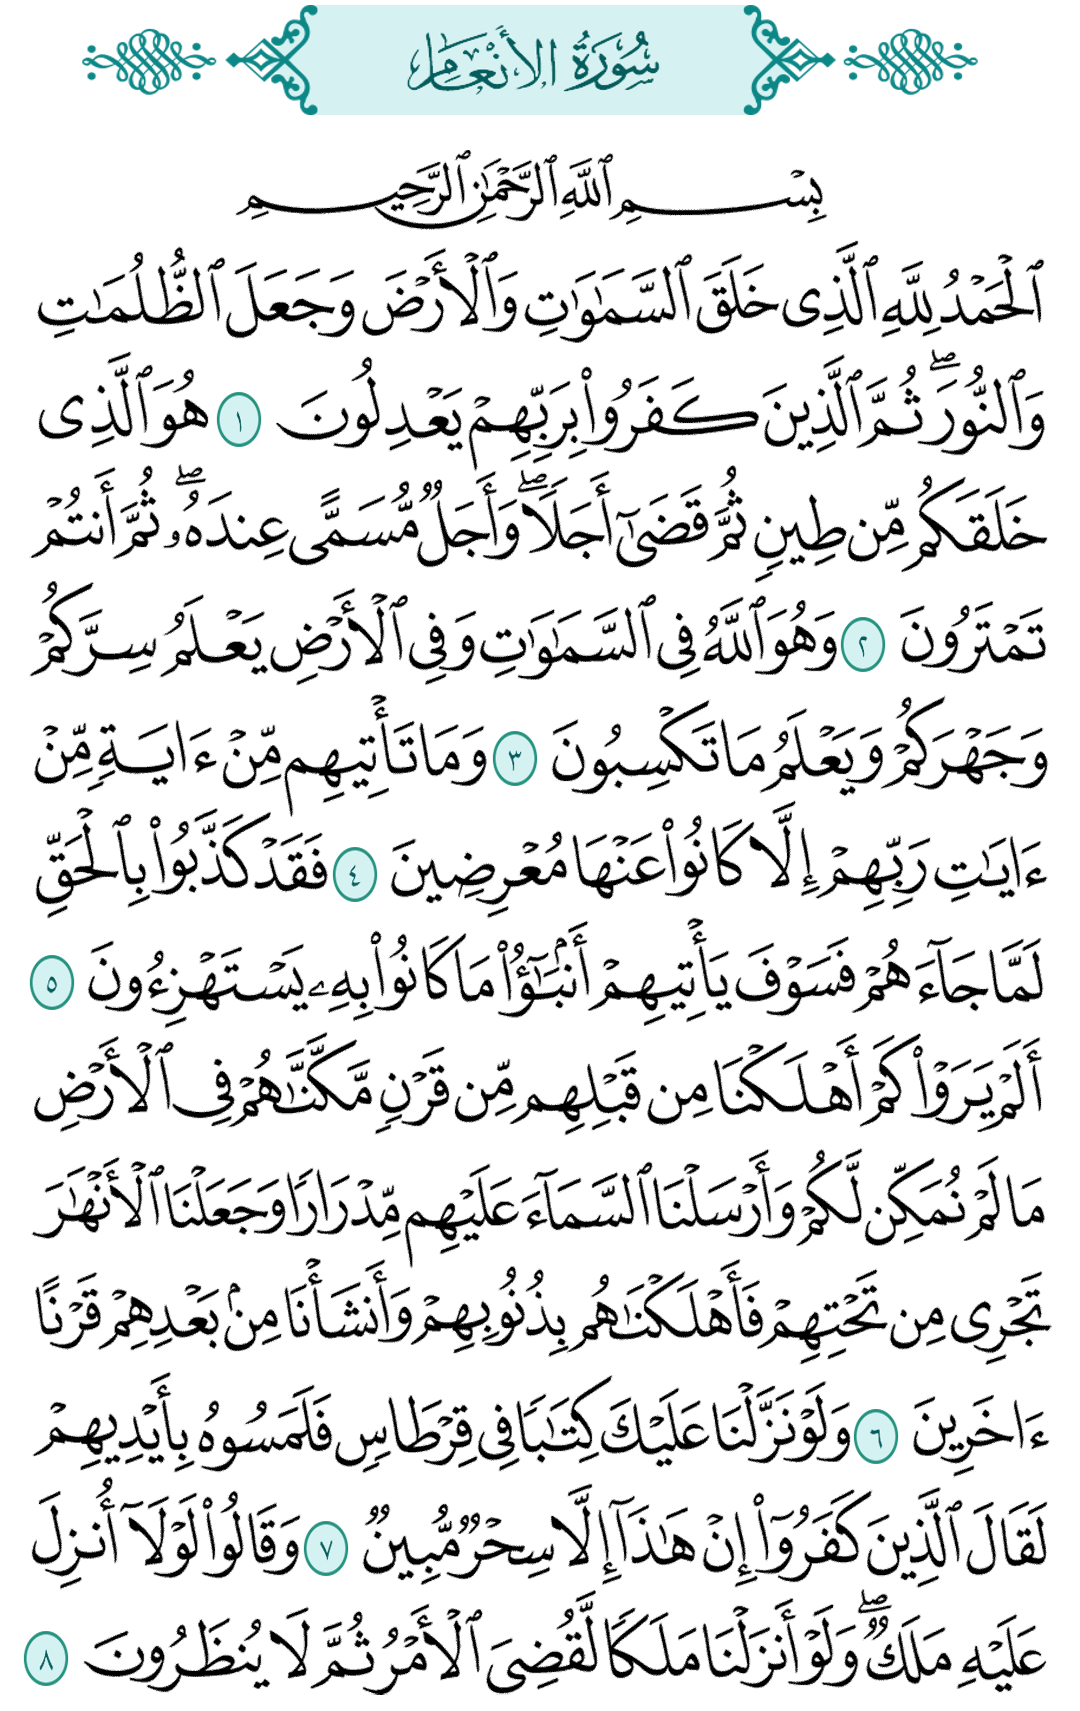 سُورَةُ الأَنْعَامِ
بِسْمِ ٱللَّهِ ٱلرَّحْمَٰنِ ٱلرَّحِيمِ
ٱلْحَمْدُ لِلَّهِ ٱلَّذِى خَلَقَ ٱلسَّمَٰوَٰتِ وَٱلْأَرْضَ وَجَعَلَ ٱلظُّلُمَٰتِ
وَٱلنُّورَ ۖ ثُمَّ ٱلَّذِينَ كَفَرُوا۟ بِرَبِّهِمْ يَعْدِلُونَ ١ هُوَ ٱلَّذِى
خَلَقَكُم مِّن طِينٍ ثُمَّ قَضَىٰٓ أَجَلًا ۖ وَأَجَلٌ مُّسَمًّى عِندَهُۥ ۖ ثُمَّ أَنتُمْ
تَمْتَرُونَ ٢ وَهُوَ ٱللَّهُ فِى ٱلسَّمَٰوَٰتِ وَفِى ٱلْأَرْضِ يَعْلَمُ سِرَّكُمْ
وَجَهْرَكُمْ وَيَعْلَمُ مَا تَكْسِبُونَ ٣ وَمَا تَأْتِيهِم مِّنْ ءَايَةٍ مِّنْ
ءَايَٰتِ رَبِّهِمْ إِلَّا كَانُوا۟ عَنْهَا مُعْرِضِينَ ٤ فَقَدْ كَذَّبُوا۟ بِٱلْحَقِّ
لَمَّا جَآءَهُمْ فَسَوْفَ يَأْتِيهِمْ أَنۢبَٰٓؤُا۟ مَا كَانُوا۟ بِهِۦ يَسْتَهْزِءُونَ ٥
أَلَمْ يَرَوْا۟ كَمْ أَهْلَكْنَا مِن قَبْلِهِم مِّن قَرْنٍ مَّكَّنَّٰهُمْ فِى ٱلْأَرْضِ
مَا لَمْ نُمَكِّن لَّكُمْ وَأَرْسَلْنَا ٱلسَّمَآءَ عَلَيْهِم مِّدْرَارًا وَجَعَلْنَا ٱلْأَنْهَٰرَ
تَجْرِى مِن تَحْتِهِمْ فَأَهْلَكْنَٰهُم بِذُنُوبِهِمْ وَأَنشَأْنَا مِنۢ بَعْدِهِمْ قَرْنًا
ءَاخَرِينَ ٦ وَلَوْ نَزَّلْنَا عَلَيْكَ كِتَٰبًا فِى قِرْطَاسٍ فَلَمَسُوهُ بِأَيْدِيهِمْ
لَقَالَ ٱلَّذِينَ كَفَرُوٓا۟ إِنْ هَٰذَآ إِلَّا سِحْرٌ مُّبِينٌ ٧ وَقَالُوا۟ لَوْلَآ أُنزِلَ
عَلَيْهِ مَلَكٌ ۖ وَلَوْ أَنزَلْنَا مَلَكًا لَّقُضِىَ ٱلْأَمْرُ ثُمَّ لَا يُنظَرُونَ ٨